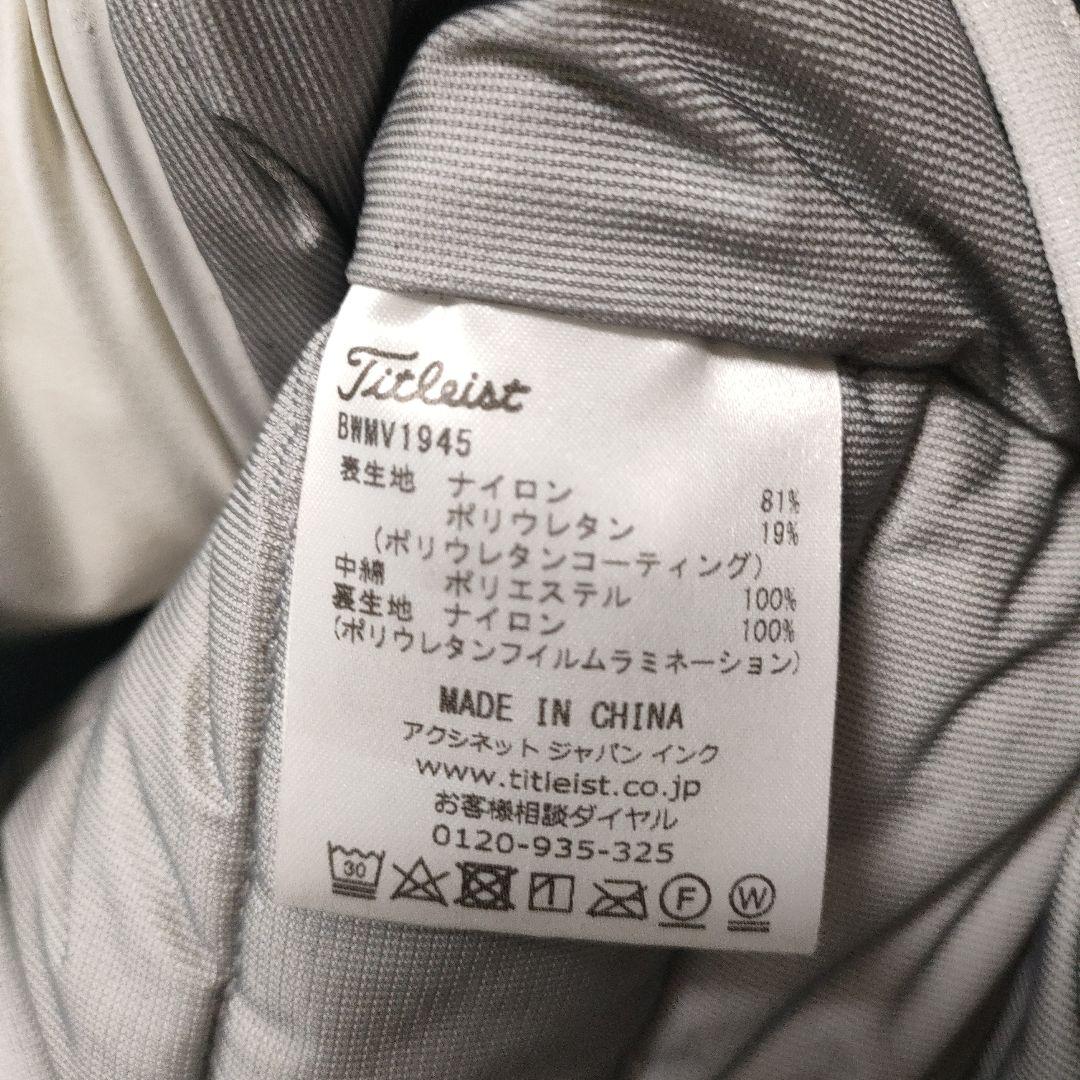 Titleist
BWMV1945
表生地 ナイロン 81%
ポリウレタン 19%
(ポリウレタンコーティング)
中綿 ポリエステル 100%
裏生地 ナイロン 100%
(ポリウレタンフイルムラミネーション)
MADE IN CHINA
アクシネット ジャパン インク
www.titleist.co.jp
お客様相談ダイヤル
0120-935-325
30 F W